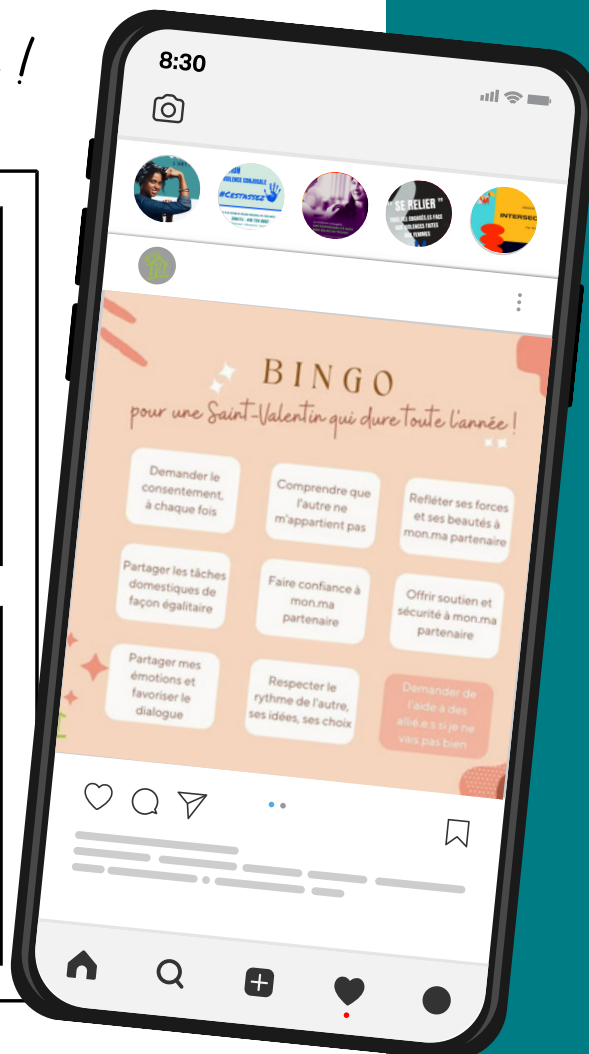 !
8:30
VIOLENCE CONJUGALE
#CESTASSEZ
"SE RELIER"
INTERSEC
BINGO
pour une Saint-Valentin qui dure toute l'année !
Demander le
consentement,
à chaque fois
Comprendre que
l'autre ne
m'appartient pas
Refléter ses forces
et ses beautés à
mon.ma partenaire
Partager les tâches
domestiques de
façon égalitaire
Faire confiance à
mon.ma
partenaire
Offrir soutien et
sécurité à mon.ma
partenaire
Partager mes
émotions et
favoriser le
dialogue
Respecter le
rythme de l'autre,
ses idées, ses choix
Demander de
l'aide à des
allié.e.s si je ne
vais pas bien